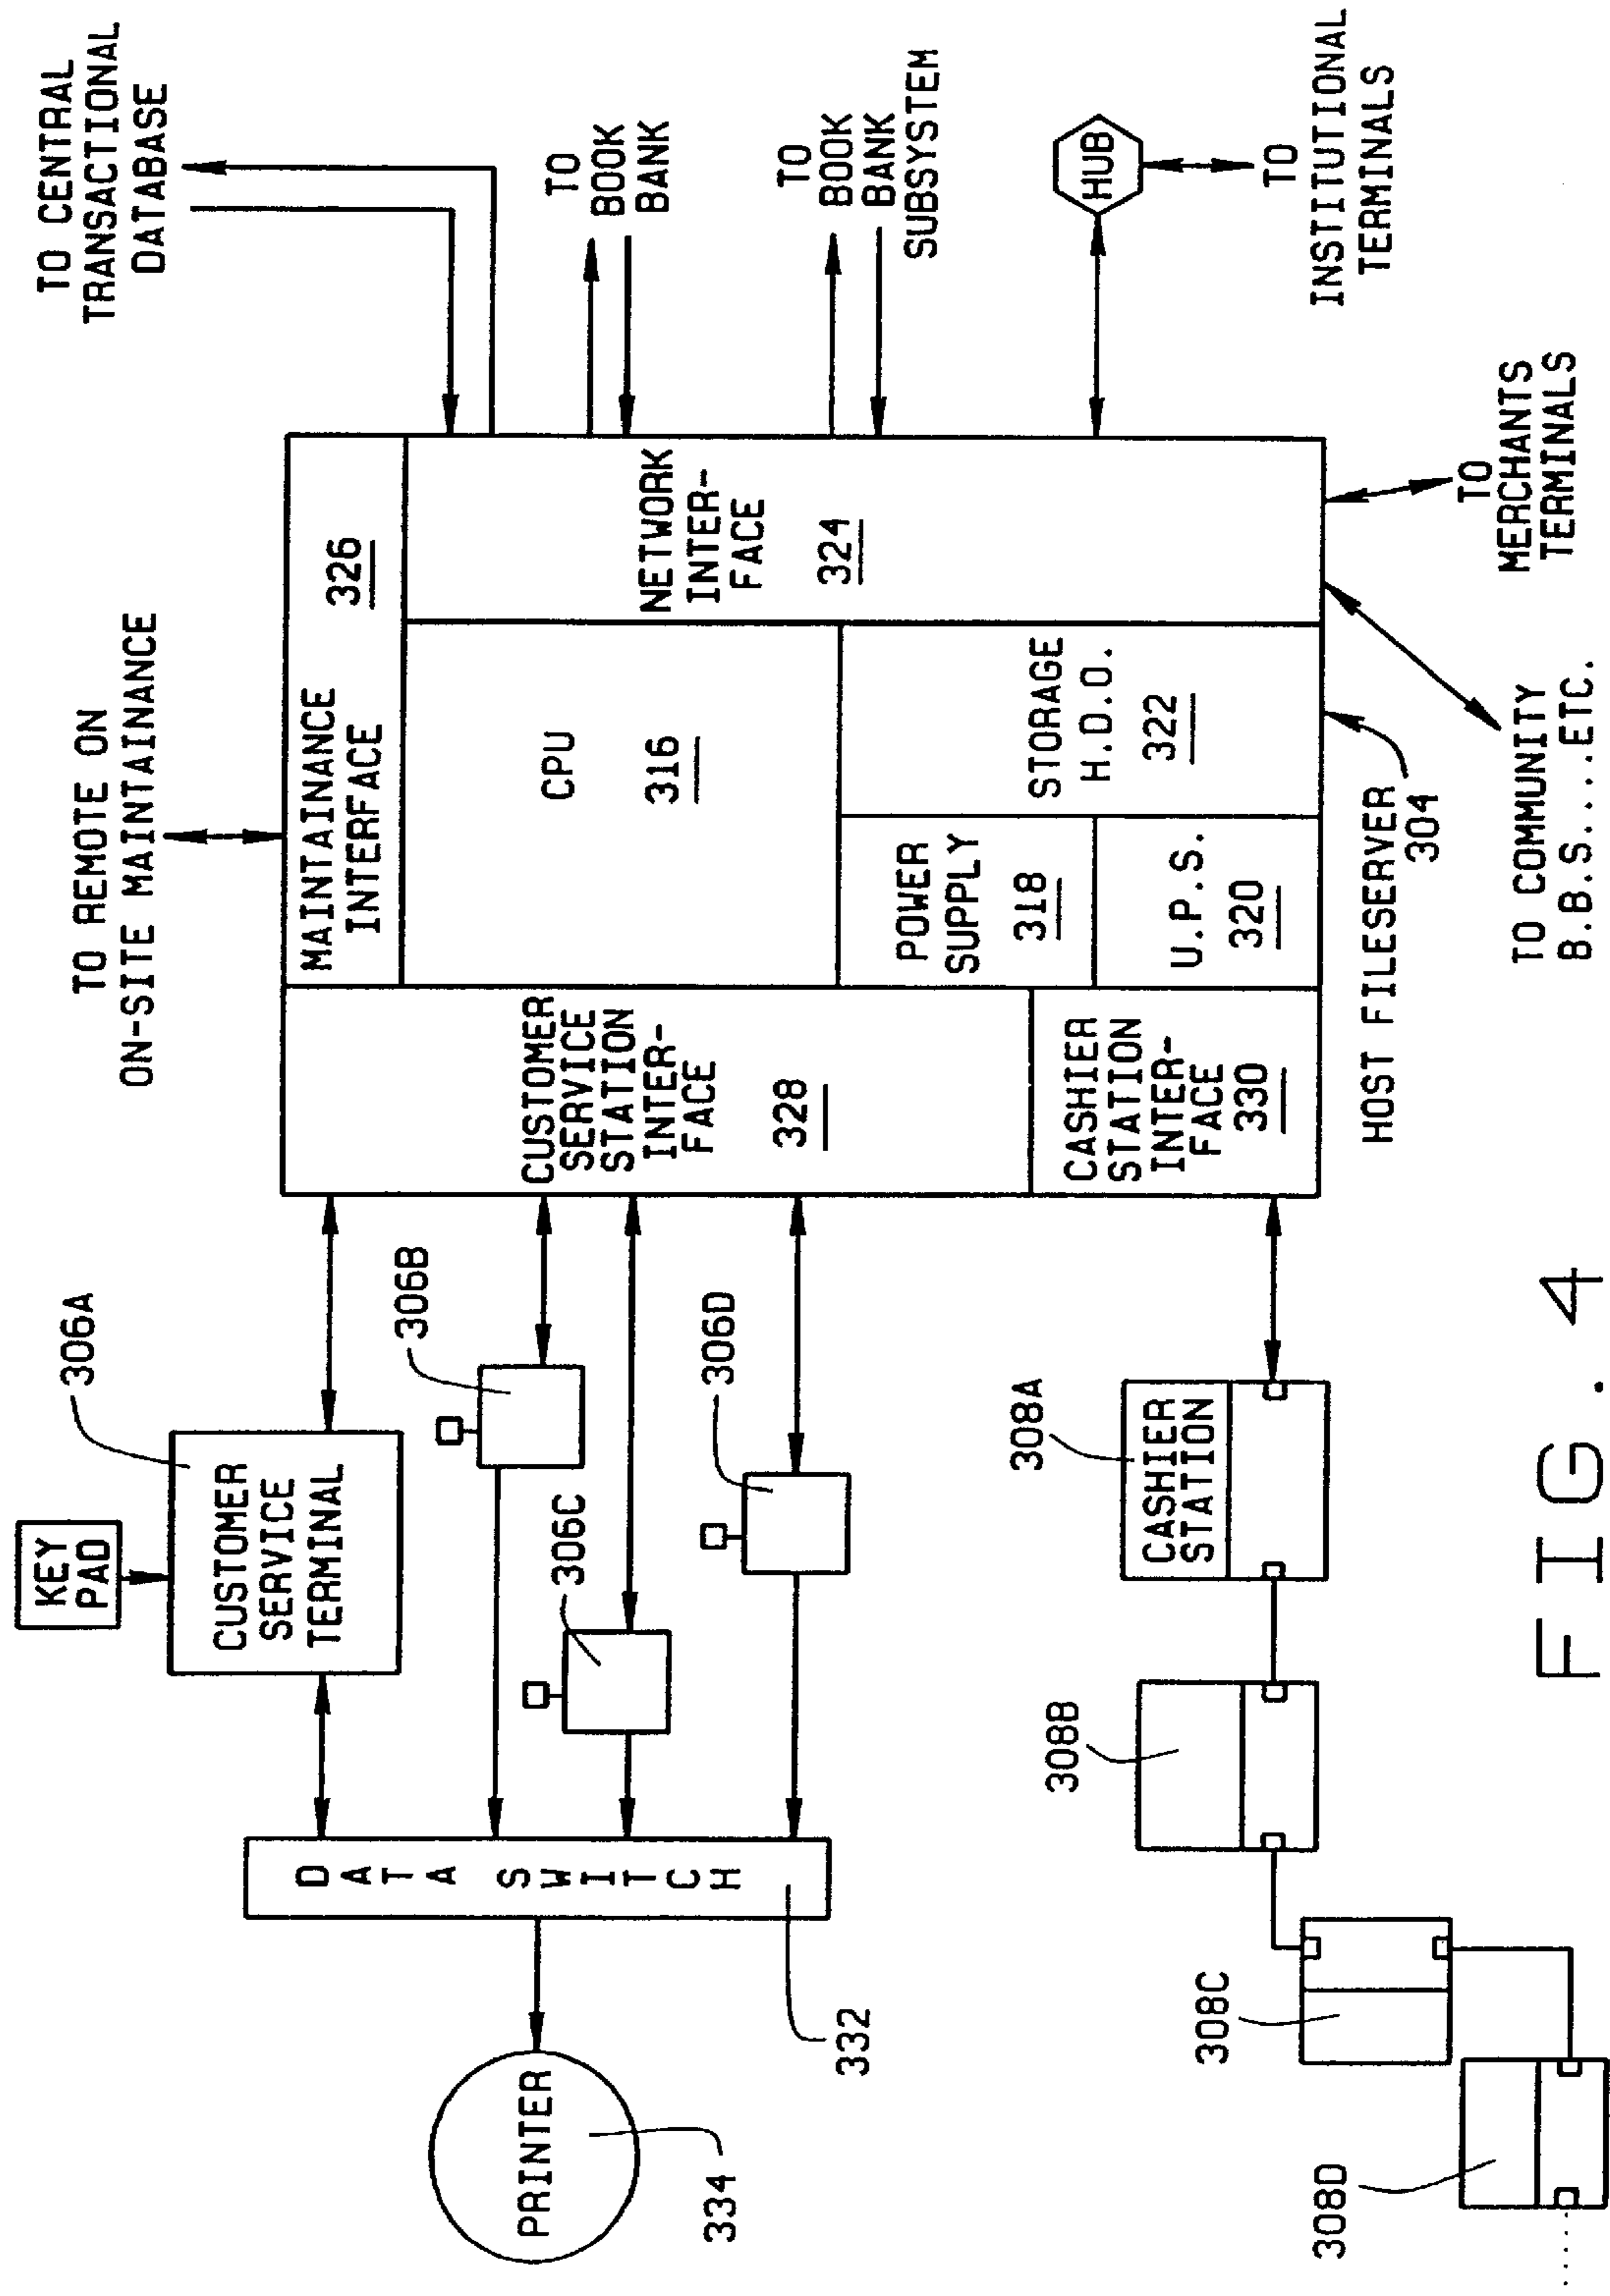 TO CENTRAL
TRANSACTIONAL
DATABASE
TO
BOOK
BANK
TO
BOOK
BANK
SUBSYSTEM
HUB
TO
INSTITUTIONAL
TERMINALS
TO REMOTE ON
ON-SITE MAINTAINANCE
MAINTAINANCE
INTERFACE
326
NETWORK
INTER-
FACE
324
CPU
316
STORAGE
H.D.O.
322
POWER
SUPPLY
318
U.P.S.
320
CUSTOMER
SERVICE
STATION
INTER-
FACE
328
CASHIER
STATION
INTER-
FACE
330
TO
MERCHANTS
TERMINALS
TO COMMUNITY
B.B.S....ETC.
HOST FILESERVER
304
KEY
PAD
306A
CUSTOMER
SERVICE
TERMINAL
306B
306C
306D
DATA SWITCH
332
PRINTER
334
308A
CASHIER
STATION
308B
308C
308D
FIG. 4